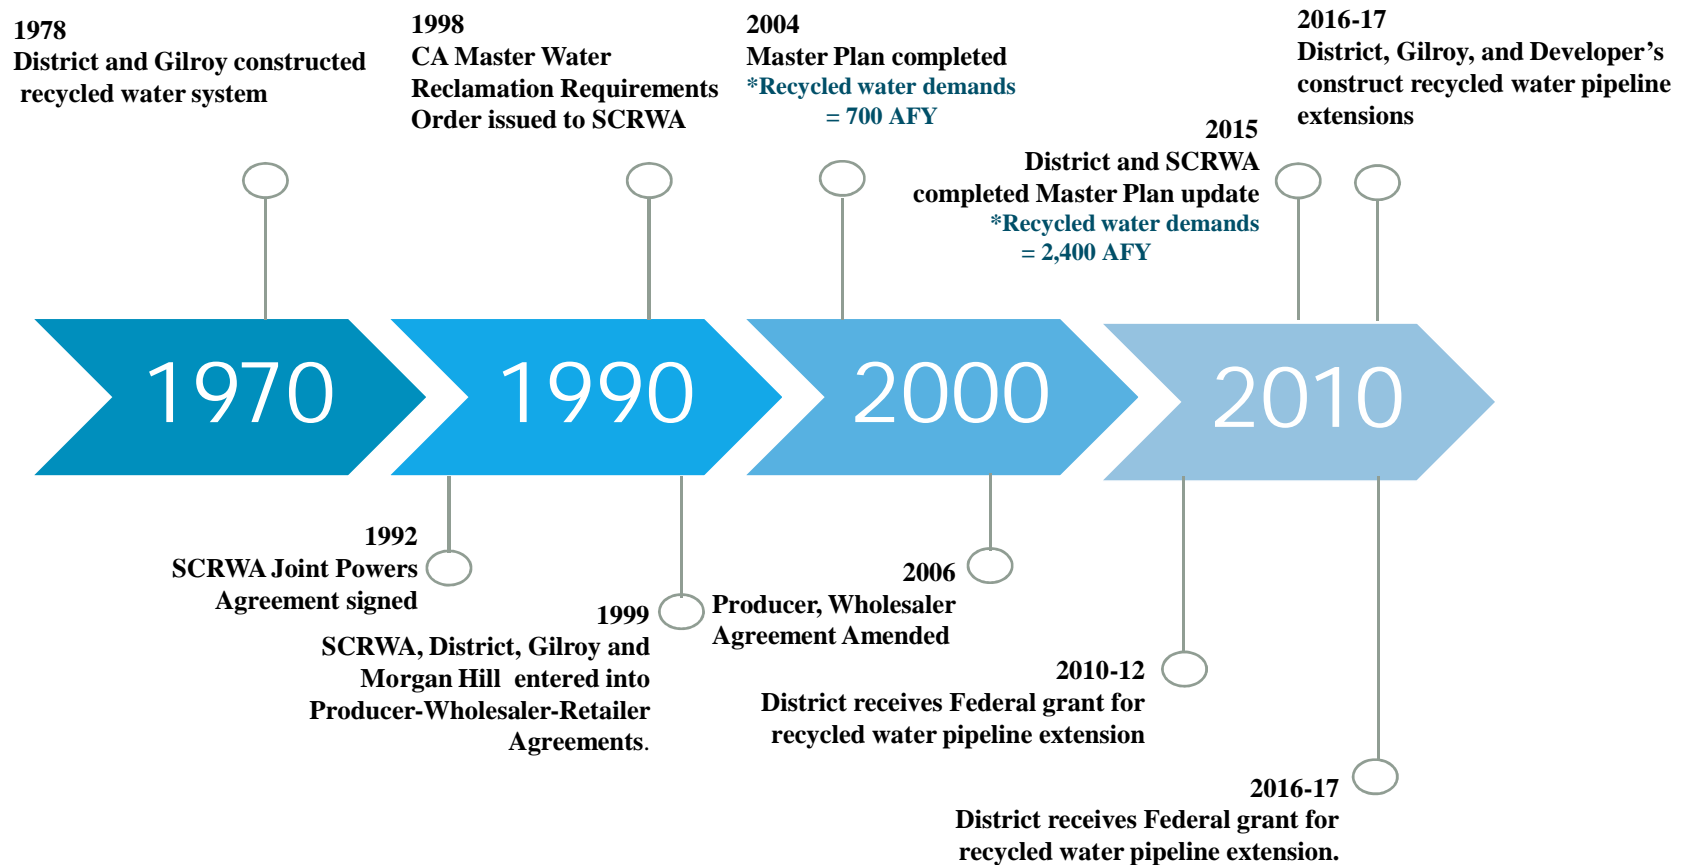 1978
District and Gilroy constructed
recycled water system
1998
CA Master Water
Reclamation Requirements
Order issued to SCRWA
2004
Master Plan completed
*Recycled water demands
= 700 AFY
2015
District and SCRWA
completed Master Plan update
*Recycled water demands
= 2,400 AFY
2016-17
District, Gilroy, and Developer’s
construct recycled water pipeline
extensions
1970
1990
2000
2010
1992
SCRWA Joint Powers
Agreement signed
1999
SCRWA, District, Gilroy and
Morgan Hill entered into
Producer-Wholesaler-Retailer
Agreements.
2006
Producer, Wholesaler
Agreement Amended
2010-12
District receives Federal grant for
recycled water pipeline extension
2016-17
District receives Federal grant for
recycled water pipeline extension.